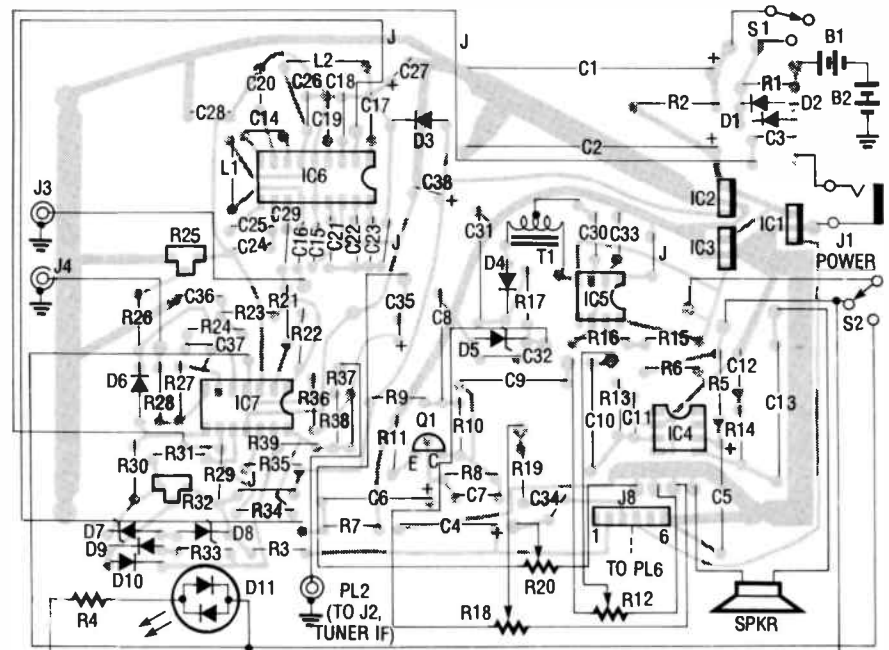 S1
B1
J
J
L2
C20
C26
C18
C27
C1
R1
B2
C28
C14
C19
C17
R2
D1
D2
D3
C3
C2
L1
IC6
C38
IC2
J3
C25
C29
C31
C30
C33
IC1
R25
C24
C16
C15
C21
C22
C23
J
T1
IC3
J1
POWER
J4
D4
J
C36
R21
C35
C8
R17
IC5
S2
R26
R23
R24
R22
C37
D5
C32
R16
R15
D6
R27
R28
IC7
R36
R37
R38
R9
C9
R6
R5
C12
R13
C10
C11
R14
C13
R31
R39
R11
Q1
E
C
R10
IC4
R30
R29
R35
R8
R19
R32
J
R34
C6
C7
C34
J8
C5
D7
D8
R7
C4
1
6
D9
R33
R3
D10
TO PL6
D11
R20
R4
PL2
(TO J2,
TUNER IF)
R18
R12
SPKR